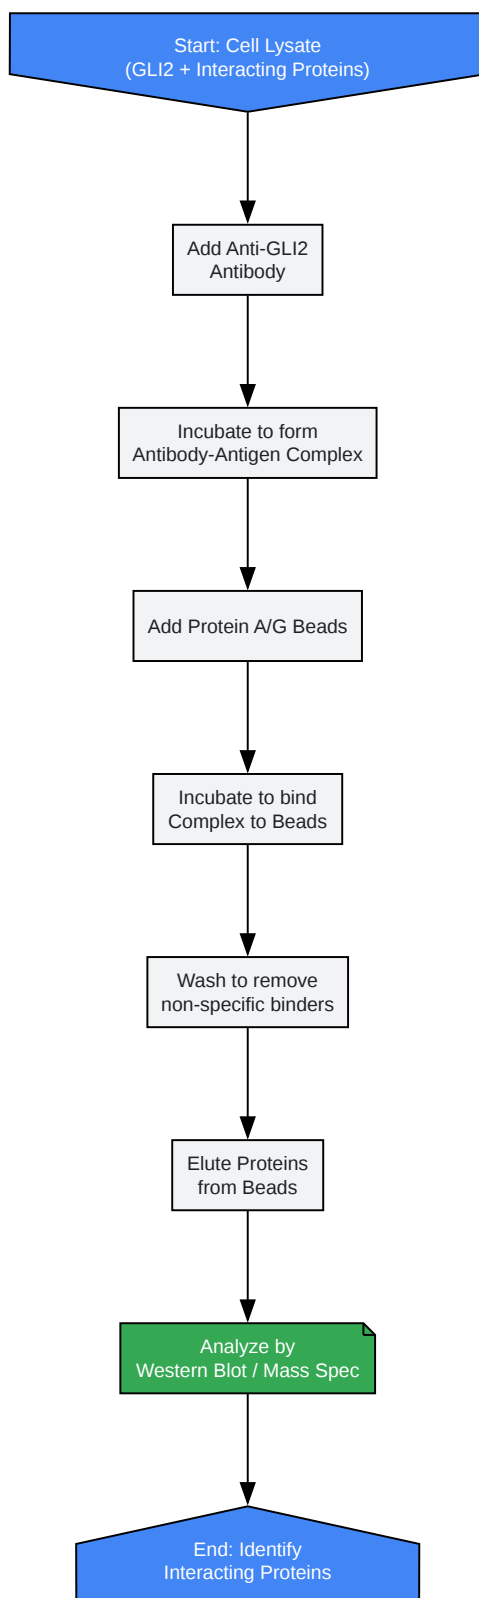 Start: Cell Lysate
(GLI2 + Interacting Proteins)
Add Anti-GLI2
Antibody
Incubate to form
Antibody-Antigen Complex
Add Protein A/G Beads
Incubate to bind
Complex to Beads
Wash to remove
non-specific binders
Elute Proteins
from Beads
Analyze by
Western Blot / Mass Spec
End: Identify
Interacting Proteins